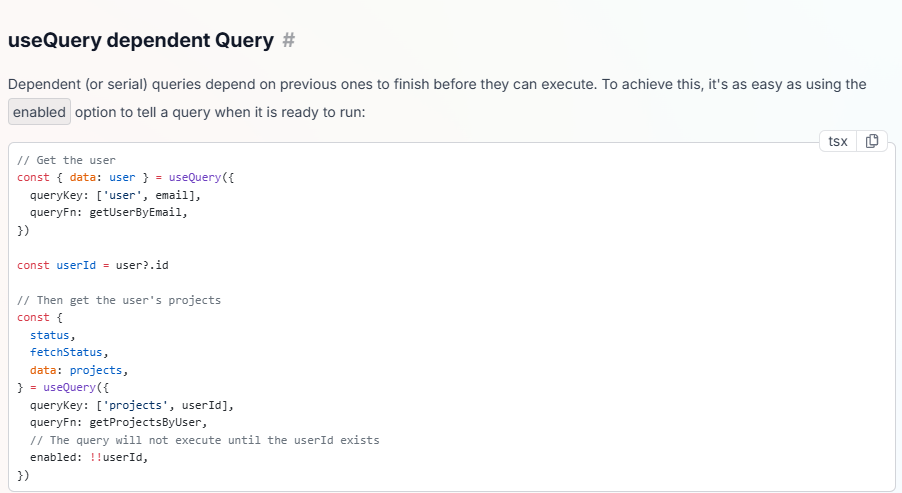 useQuery dependent Query #
Dependent (or serial) queries depend on previous ones to finish before they can execute. To achieve this, it's as easy as using the
enabled option to tell a query when it is ready to run:
tsx
// Get the user
const { data: user } = useQuery({
  queryKey: ['user', email],
  queryFn: getUserByEmail,
})

const userId = user?.id

// Then get the user's projects
const {
  status,
  fetchStatus,
  data: projects,
} = useQuery({
  queryKey: ['projects', userId],
  queryFn: getProjectsByUser,
  // The query will not execute until the userId exists
  enabled: !!userId,
})